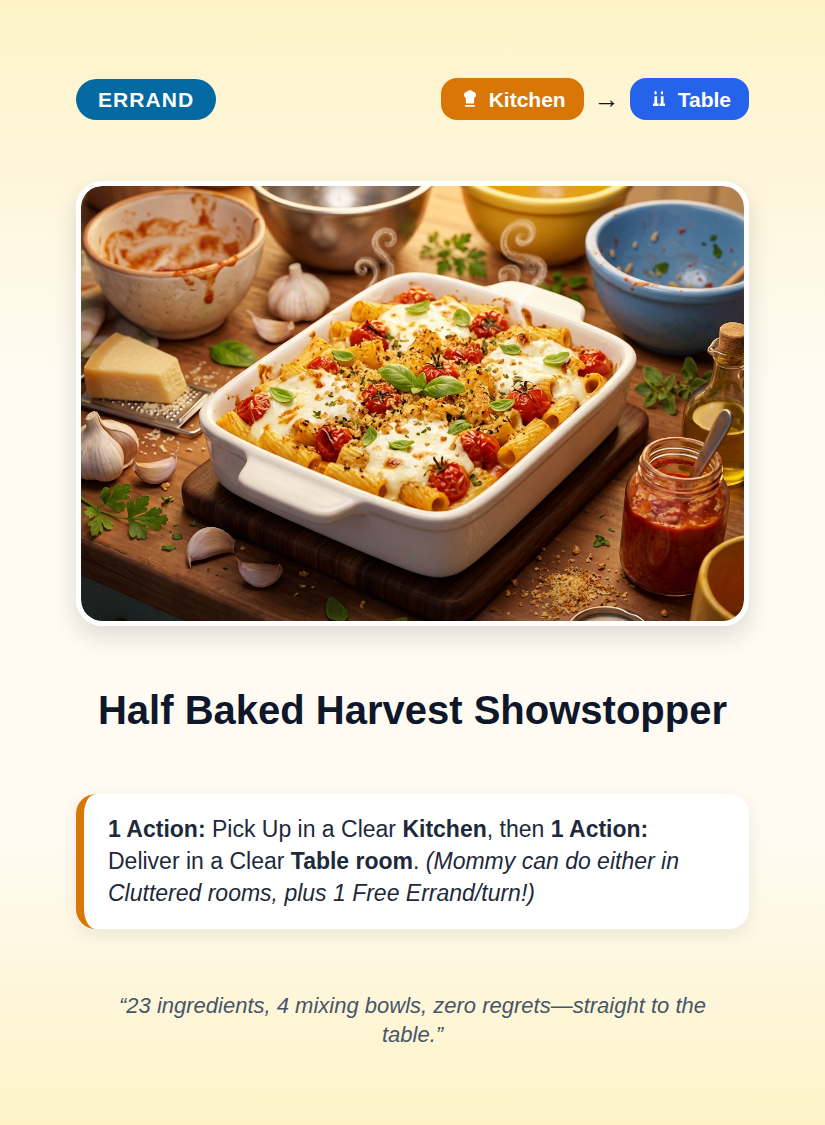 ERRAND
Kitchen → Table
Half Baked Harvest Showstopper
1 Action: Pick Up in a Clear Kitchen, then 1 Action:
Deliver in a Clear Table room. (Mommy can do either in
Cluttered rooms, plus 1 Free Errand/turn!)
“23 ingredients, 4 mixing bowls, zero regrets—straight to the
table.”